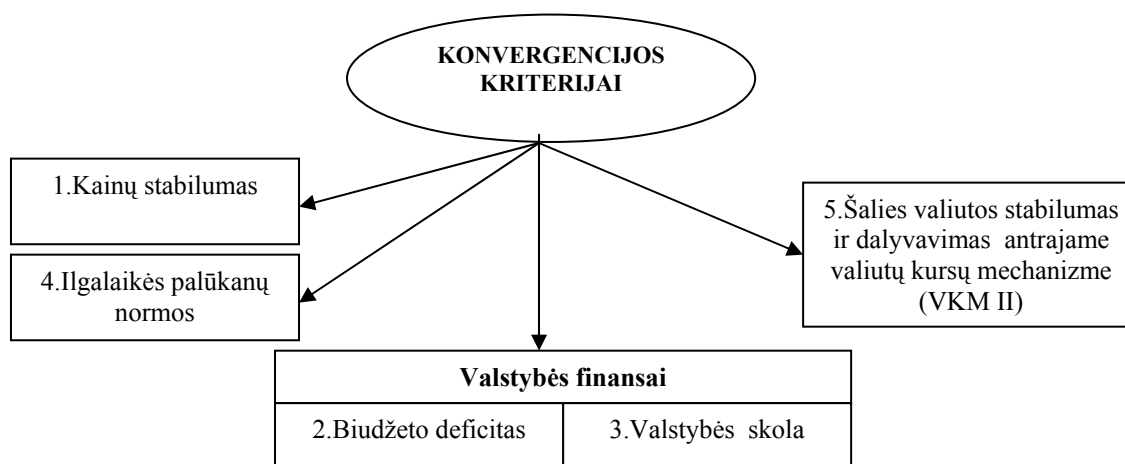 KONVERGENCIJOS
KRITERIJAI
1.Kainų stabilumas
4.Ilgalaikės palūkanų
normos
5.Šalies valiutos stabilumas
ir dalyvavimas antrajame
valiutų kursų mechanizme
(VKM II)
Valstybės finansai
2.Biudžeto deficitas
3.Valstybės skola